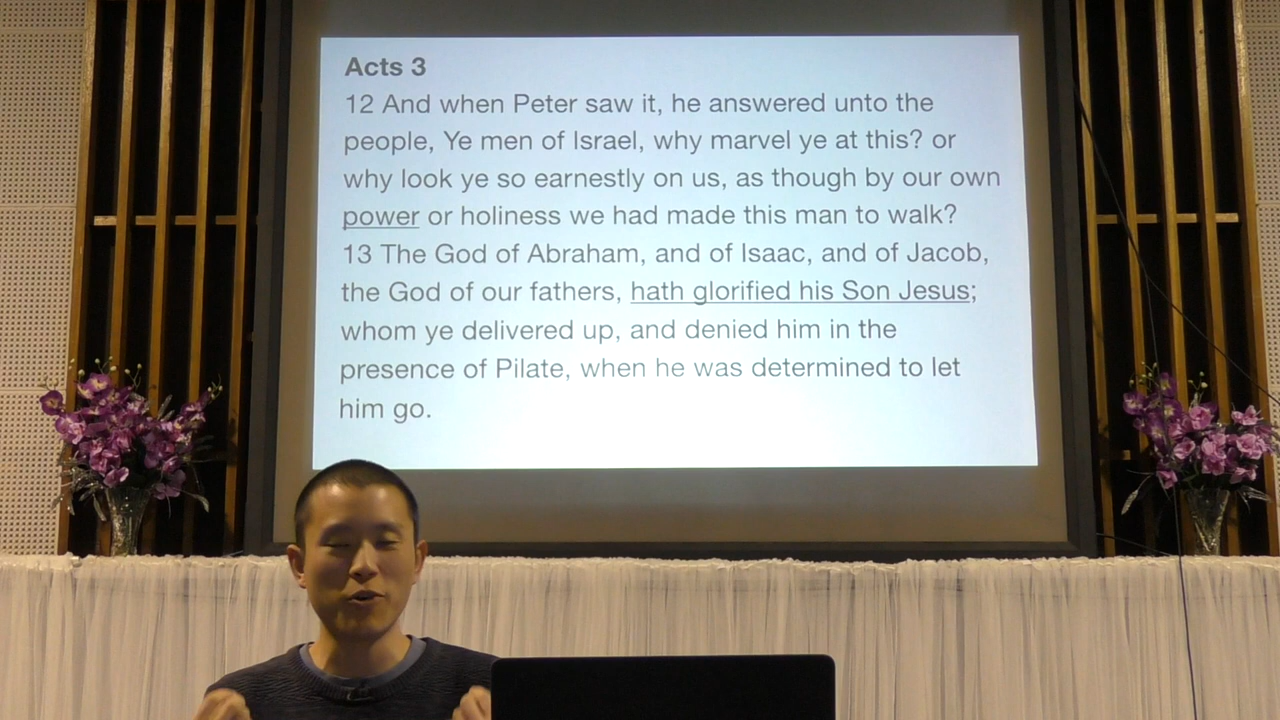 Acts 3
12 And when Peter saw it, he answered unto the
people, Ye men of Israel, why marvel ye at this? or
why look ye so earnestly on us, as though by our own
power or holiness we had made this man to walk?
13 The God of Abraham, and of Isaac, and of Jacob,
the God of our fathers, hath glorified his Son Jesus;
whom ye delivered up, and denied him in the
presence of Pilate, when he was determined to let
him go.